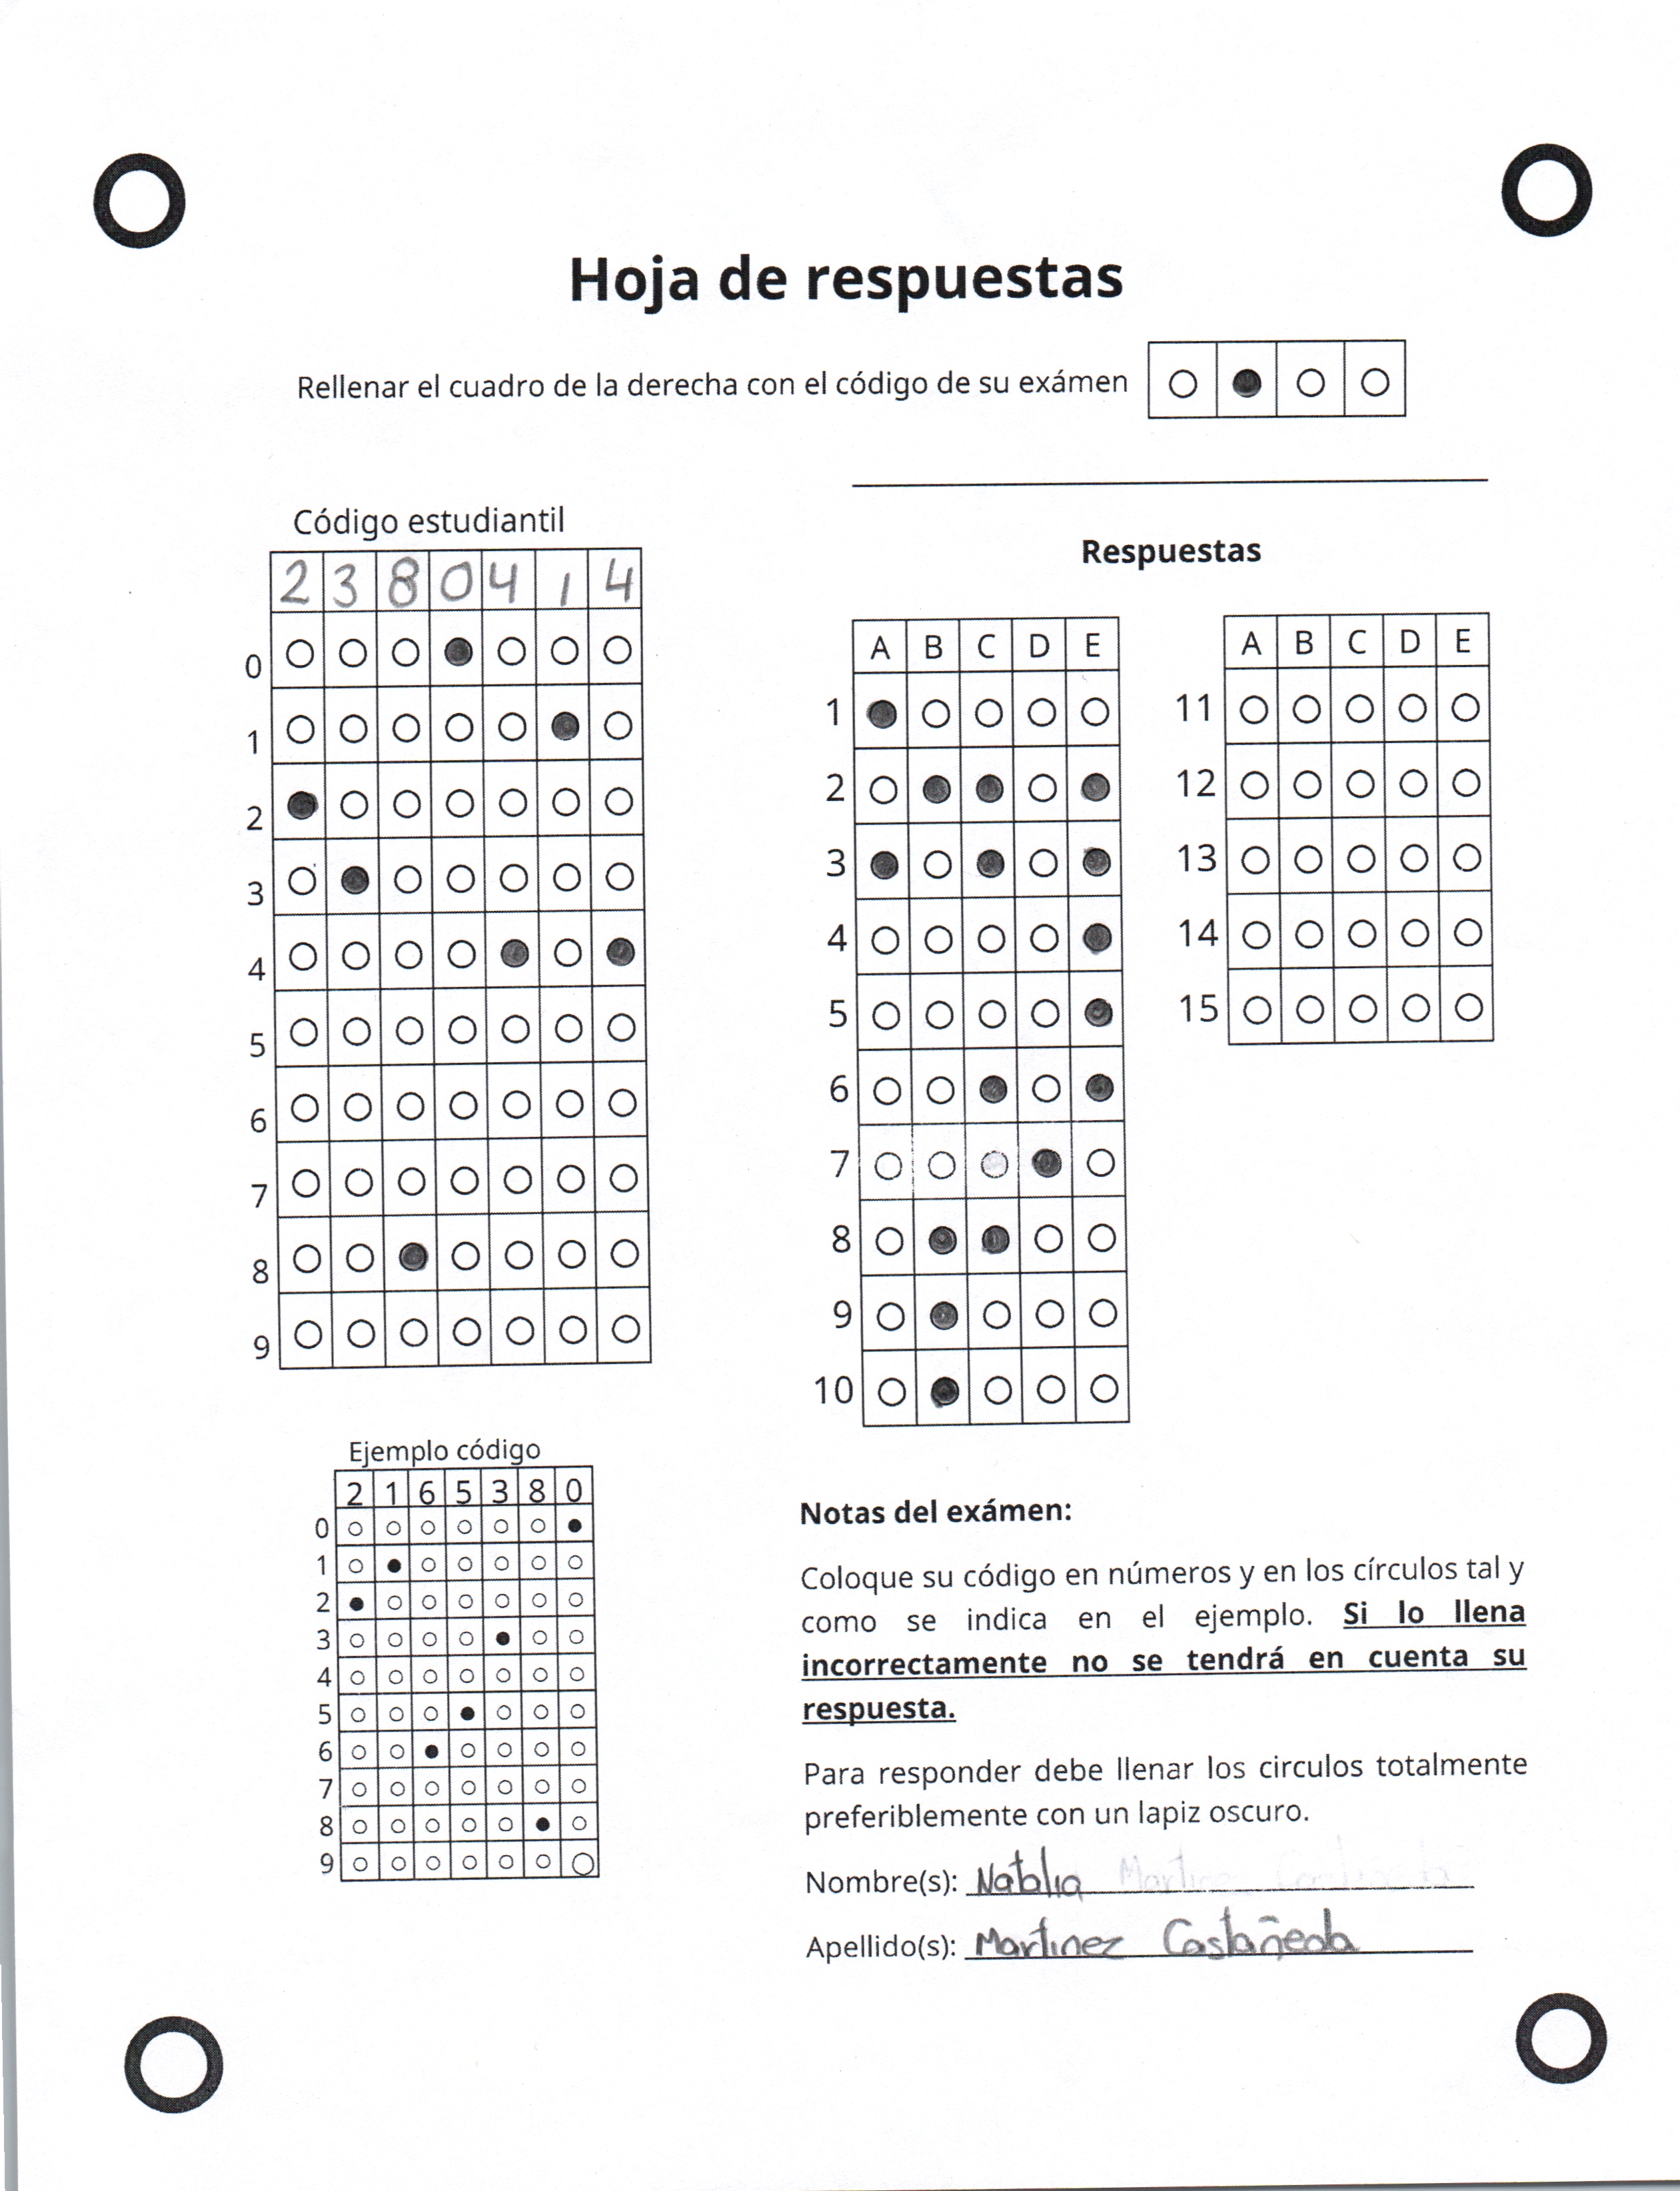 Hoja de respuestas
Rellenar el cuadro de la derecha con el código de su exámen
Código estudiantil
2 3 8 0 4 1 4
0
1
2
3
4
5
6
7
8
9
Respuestas
A B C D E
1
2
3
4
5
6
7
8
9
10
A B C D E
11
12
13
14
15
Ejemplo código
2 1 6 5 3 8 0
0
1
2
3
4
5
6
7
8
9
Notas del exámen:
Coloque su código en números y en los círculos tal y
como se indica en el ejemplo. Si lo llena
incorrectamente no se tendrá en cuenta su
respuesta.
Para responder debe llenar los circulos totalmente
preferiblemente con un lapiz oscuro.
Nombre(s): Natalia
Apellido(s): Martinez Castañeda